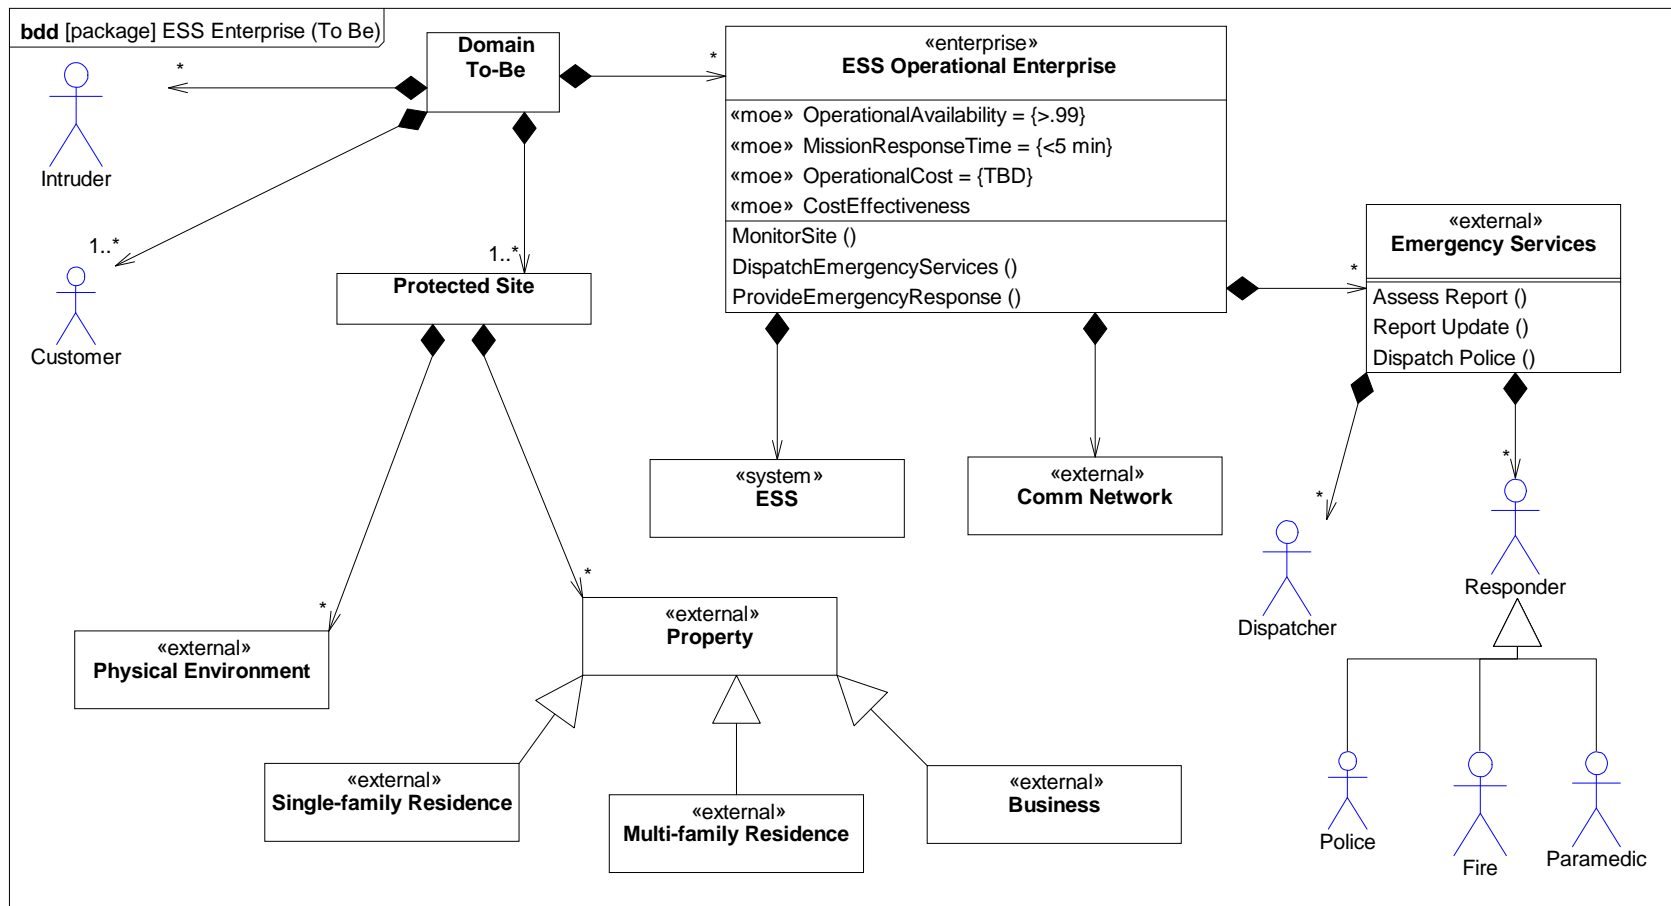 bdd [package] ESS Enterprise (To Be)
Domain
To-Be
*
*
«enterprise»
ESS Operational Enterprise
«moe» OperationalAvailability = {>.99}
«moe» MissionResponseTime = {<5 min}
«moe» OperationalCost = {TBD}
«moe» CostEffectiveness
MonitorSite ()
DispatchEmergencyServices ()
ProvideEmergencyResponse ()
Intruder
1..*
Customer
1..*
Protected Site
*
«external»
Emergency Services
Assess Report ()
Report Update ()
Dispatch Police ()
«system»
ESS
«external»
Comm Network
*
*
Dispatcher
Responder
*
«external»
Physical Environment
*
«external»
Property
«external»
Single-family Residence
«external»
Multi-family Residence
«external»
Business
Police
Fire
Paramedic